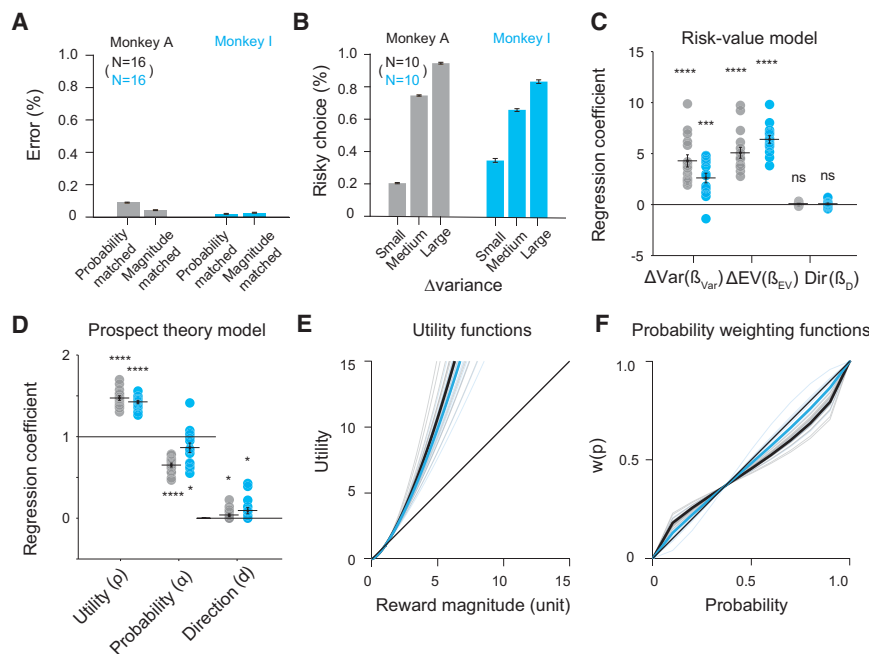 A
Monkey A
Monkey I
(N=16
N=16)
Error (%)
1.0
0.8
0.6
0.4
0.2
0
Probability matched
Magnitude matched
Probability matched
Magnitude matched
B
Monkey A
Monkey I
(N=10
N=10)
Risky choice (%)
1.0
0.8
0.6
0.4
0.2
0
Small
Medium
Large
Small
Medium
Large
Δvariance
C
Risk-value model
Regression coefficient
15
10
5
0
-5
****
***
****
****
ns
ns
ΔVar(ßVar)
ΔEV(ßEV)
Dir(ßD)
D
Prospect theory model
Regression coefficient
2
1
0
****
****
****
*
*
*
Utility (ρ)
Probability (α)
Direction (d)
E
Utility functions
Utility
15
10
5
0
0
5
10
15
Reward magnitude (unit)
F
Probability weighting functions
w(p)
1.0
0.5
0
0
0.5
1.0
Probability